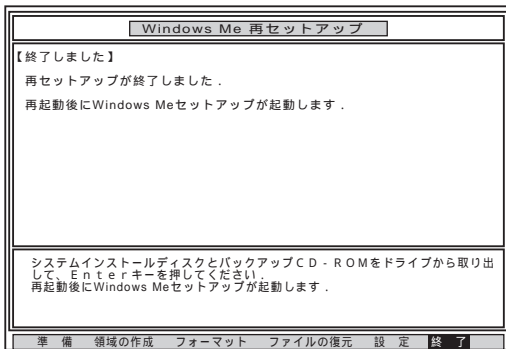 Windows Me 再セットアップ
【終了しました】
再セットアップが終了しました．
再起動後にWindows Meセットアップが起動します．
システムインストールディスクとバックアップＣＤ－ＲＯＭをドライブから取り出
して、Ｅｎｔｅｒキーを押してください．
再起動後にWindows Meセットアップが起動します．
準　備　領域の作成　フォーマット　ファイルの復元　設　定　終　了